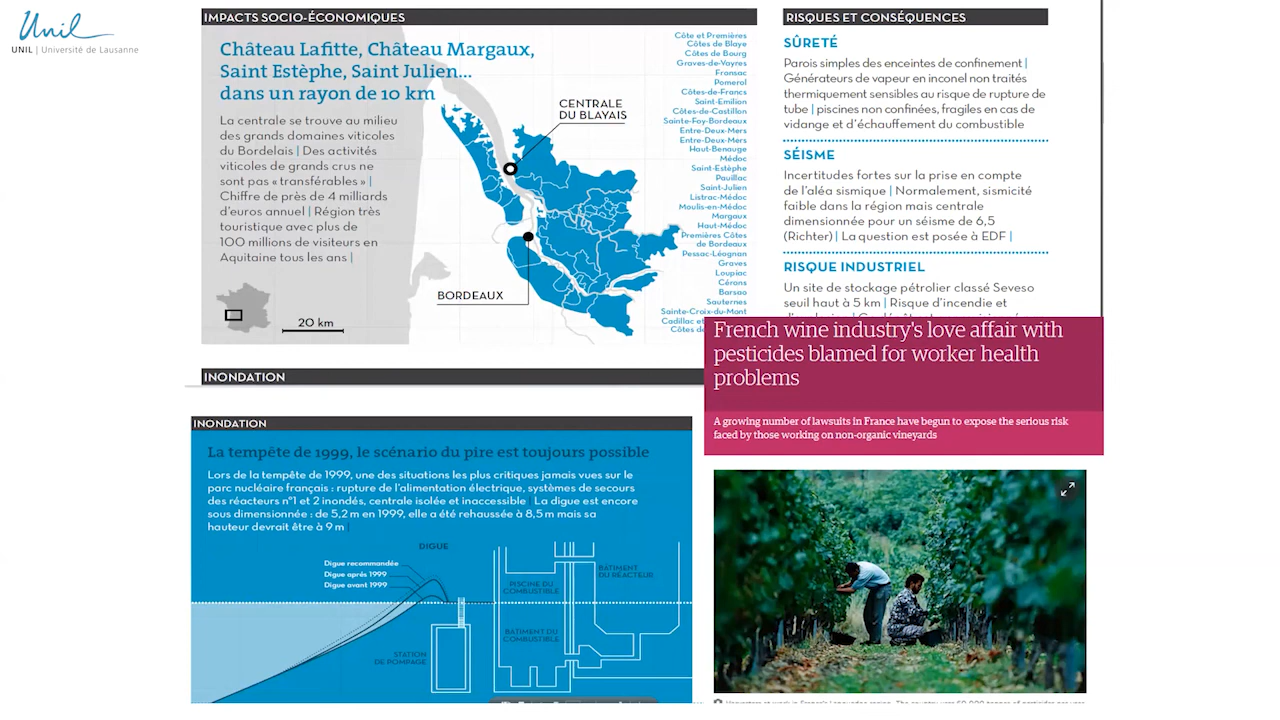 Unil
UNIL | Université de Lausanne
IMPACTS SOCIO-ÉCONOMIQUES
Château Lafitte, Château Margaux,
Saint Estèphe, Saint Julien...
dans un rayon de 10 km
La centrale se trouve au milieu
des grands domaines viticoles
du Bordelais | Des activités
viticoles de grands crus ne
sont pas « transférables » |
Chiffre de près de 4 milliards
d'euros annuel | Région très
touristique avec plus de
100 millions de visiteurs en
Aquitaine tous les ans |
20 km
CENTRALE
DU BLAYAIS
BORDEAUX
Côte et Premières
Côtes de Blaye
Côtes de Bourg
Graves-de-Vayres
Fronsac
Pomerol
Côtes-de-Francs
Saint-Emilion
Côtes-de-Castillon
Sainte-Foy-Bordeaux
Entre-Deux-Mers
Entre-Deux-Mers
Haut-Benauge
Médoc
Saint-Estèphe
Pauillac
Saint-Julien
Listrac-Médoc
Moulis-en-Médoc
Margaux
Haut-Médoc
Premières Côtes
de Bordeaux
Pessac-Léognan
Graves
Loupiac
Cérons
Barsac
Sauternes
Sainte-Croix-du-Mont
Cadillac et
Côtes de
RISQUES ET CONSÉQUENCES
SÛRETÉ
Parois simples des enceintes de confinement |
Générateurs de vapeur en inconel non traités
thermiquement sensibles au risque de rupture de
tube | piscines non confinées, fragiles en cas de
vidange et d'échauffement du combustible
SÉISME
Incertitudes fortes sur la prise en compte
de l'aléa sismique | Normalement, sismicité
faible dans la région mais centrale
dimensionnée pour un séisme de 6,5
(Richter) | La question est posée à EDF |
RISQUE INDUSTRIEL
Un site de stockage pétrolier classé Seveso
seuil haut à 5 km | Risque d'incendie et
French wine industry's love affair with
pesticides blamed for worker health
problems
A growing number of lawsuits in France have begun to expose the serious risk
faced by those working on non-organic vineyards
INONDATION
INONDATION
La tempête de 1999, le scénario du pire est toujours possible
Lors de la tempête de 1999, une des situations les plus critiques jamais vues sur le
parc nucléaire français : rupture de l'alimentation électrique, systèmes de secours
des réacteurs n°1 et 2 inondés, centrale isolée et inaccessible | La digue est encore
sous dimensionnée : de 5,2 m en 1999, elle a été rehaussée à 8,5 m mais sa
hauteur devrait être à 9 m |
DIGUE
Digue recommandée
Digue après 1999
Digue avant 1999
PISCINE DU
COMBUSTIBLE
BÂTIMENT
DU RÉACTEUR
BÂTIMENT DU
COMBUSTIBLE
STATION
DE POMPAGE